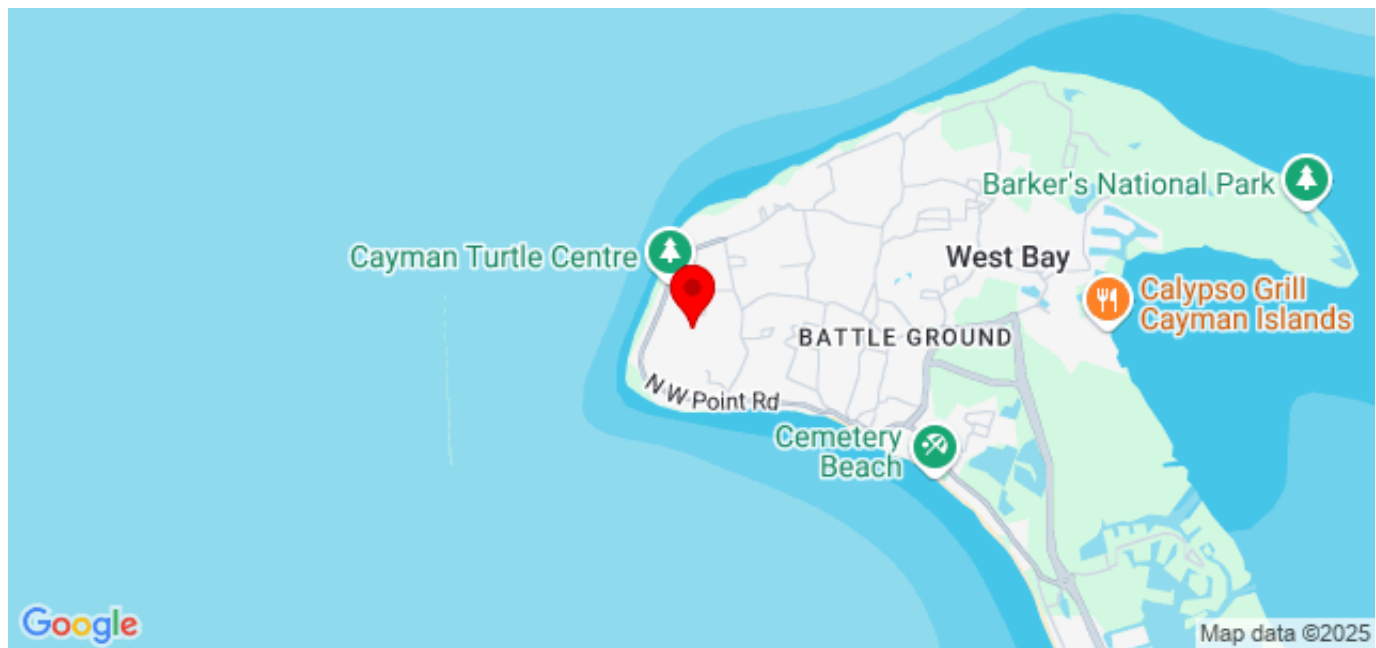 Barker's National Park
Cayman Turtle Centre
West Bay
Calypso Grill
Cayman Islands
BATTLE GROUND
N W Point Rd
Cemetery
Beach
Google
Map data ©2025